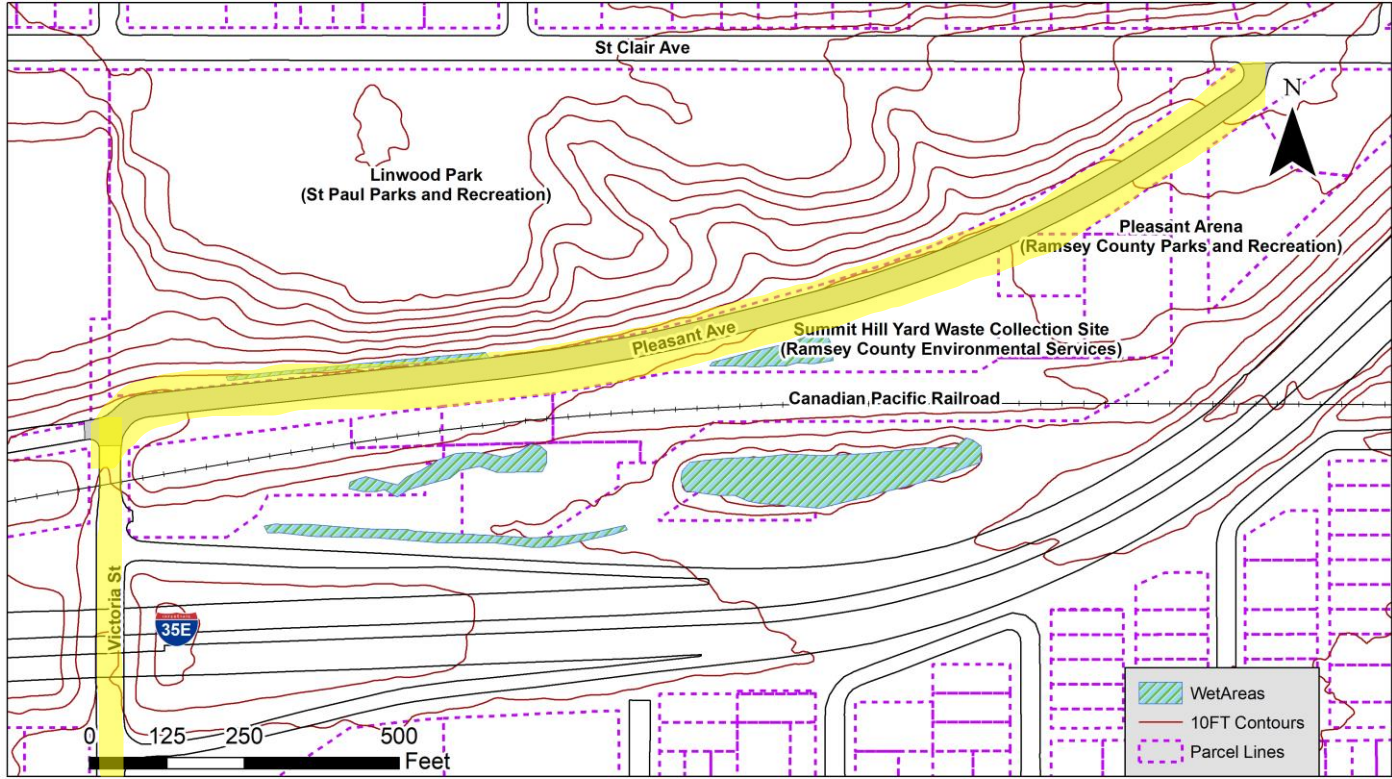 St Clair Ave
N
Linwood Park
(St Paul Parks and Recreation)
Pleasant Arena
(Ramsey County Parks and Recreation)
Pleasant Ave
Summit Hill Yard Waste Collection Site
(Ramsey County Environmental Services)
Canadian Pacific Railroad
Victoria St
35E
0 125 250 500
Feet
WetAreas
10FT Contours
Parcel Lines